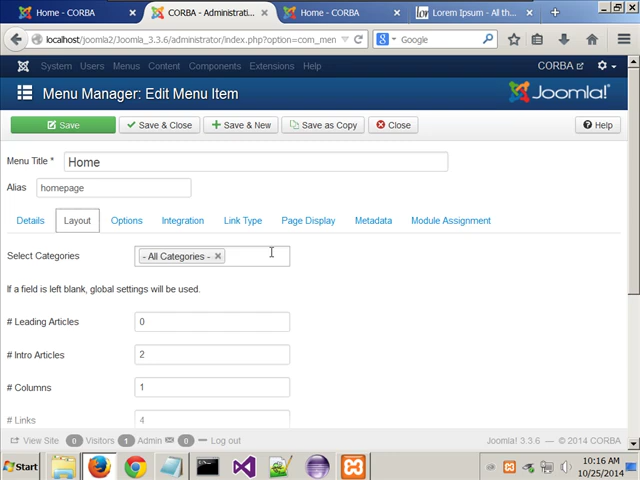 Home - CORBA
CORBA - Administrati...
Home - CORBA
Lorem Ipsum - All th...
localhost/joomla2/Joomla_3.3.6/administrator/index.php?option=com_men
Google
System Users Menus Content Components Extensions Help
CORBA
Menu Manager: Edit Menu Item
Joomla!
Save
Save & Close
Save & New
Save as Copy
Close
Help
Menu Title * Home
Alias homepage
Details Layout Options Integration Link Type Page Display Metadata Module Assignment
Select Categories - All Categories -
If a field is left blank, global settings will be used.
# Leading Articles 0
# Intro Articles 2
# Columns 1
# Links 4
View Site 0 Visitors 1 Admin 0 Log out
Joomla! 3.3.6 — © 2014 CORBA
Start
10:16 AM
10/25/2014